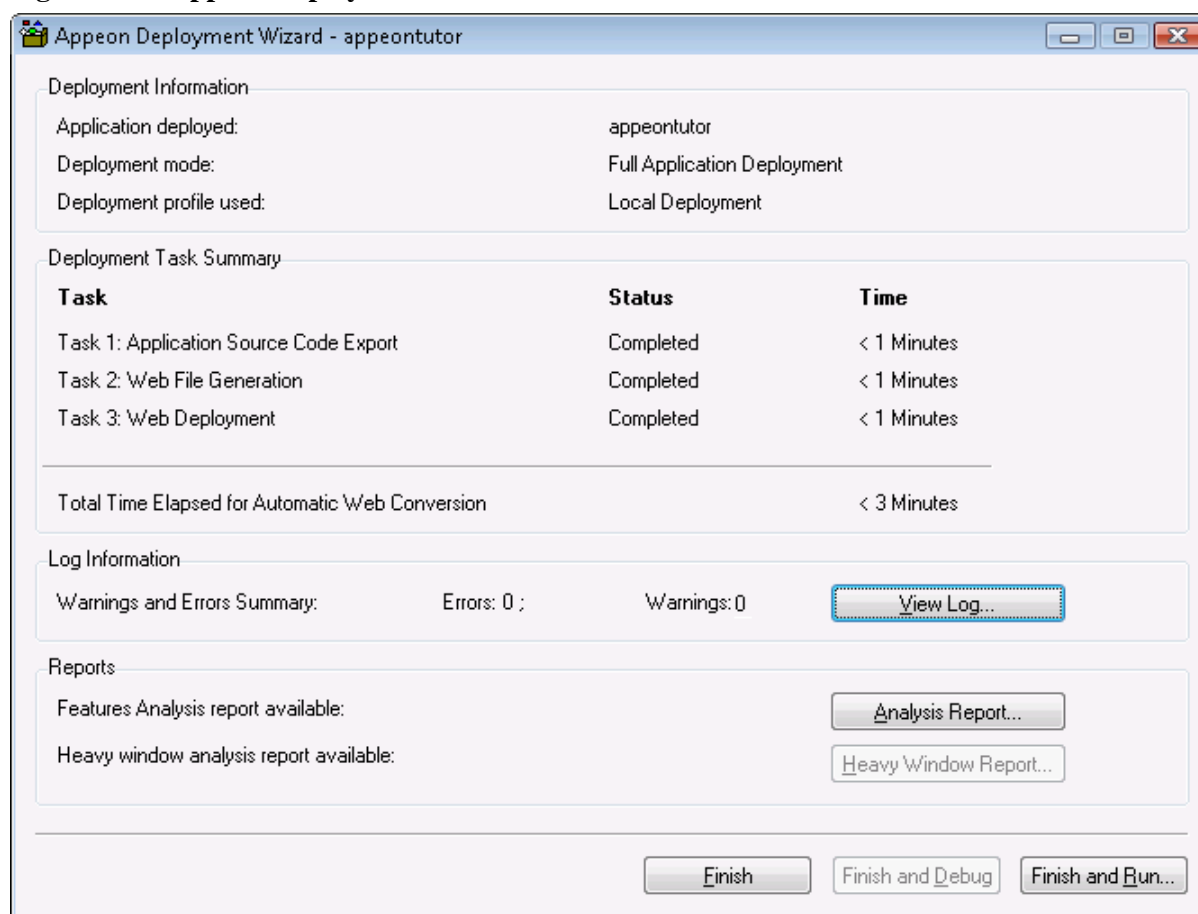 Appeon Deployment Wizard - appeontutor
Deployment Information
Application deployed: appeontutor
Deployment mode: Full Application Deployment
Deployment profile used: Local Deployment
Deployment Task Summary
Task Status Time
Task 1: Application Source Code Export Completed < 1 Minutes
Task 2: Web File Generation Completed < 1 Minutes
Task 3: Web Deployment Completed < 1 Minutes
Total Time Elapsed for Automatic Web Conversion < 3 Minutes
Log Information
Warnings and Errors Summary: Errors: 0 ; Warnings: 0 View Log...
Reports
Features Analysis report available: Analysis Report...
Heavy window analysis report available: Heavy Window Report...
Finish Finish and Debug Finish and Run...